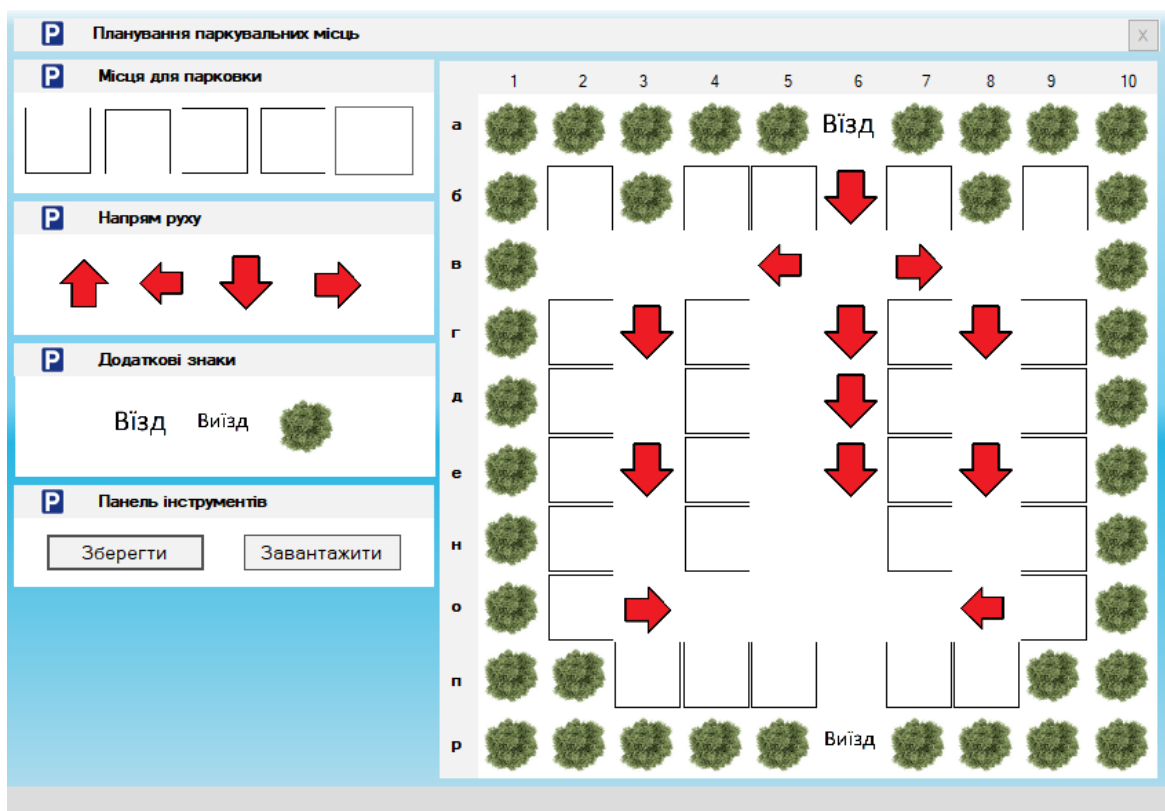 P Планування паркувальних місць X
P Місця для парковки
P Напрям руху
P Додаткові знаки
Вїзд Виїзд
P Панель інструментів
Зберегти Завантажити
1 2 3 4 5 6 7 8 9 10
а Вїзд
б
в
г
д
е
н
о
п
р Виїзд